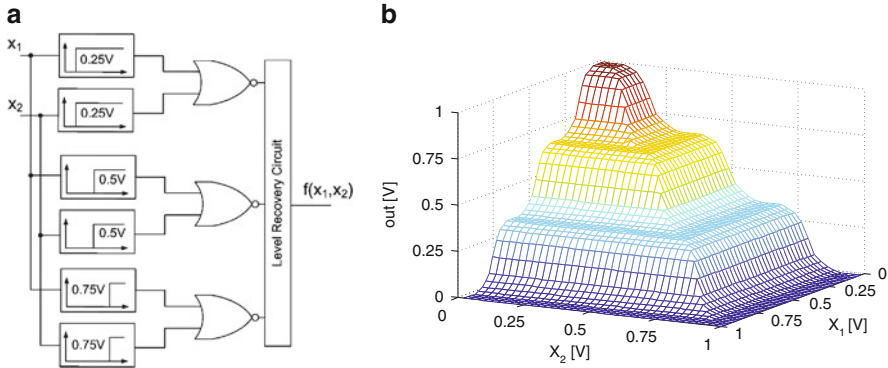 a
x1
0.25V
x2
0.25V
0.5V
0.5V
0.75V
0.75V
Level Recovery Circuit
f(x1,x2)
b
1
0.75
0.5
0.25
0
out [V]
0
0.25
0.5
0.75
1
X2 [V]
1
0.75
0.5
0.25
0
X1 [V]